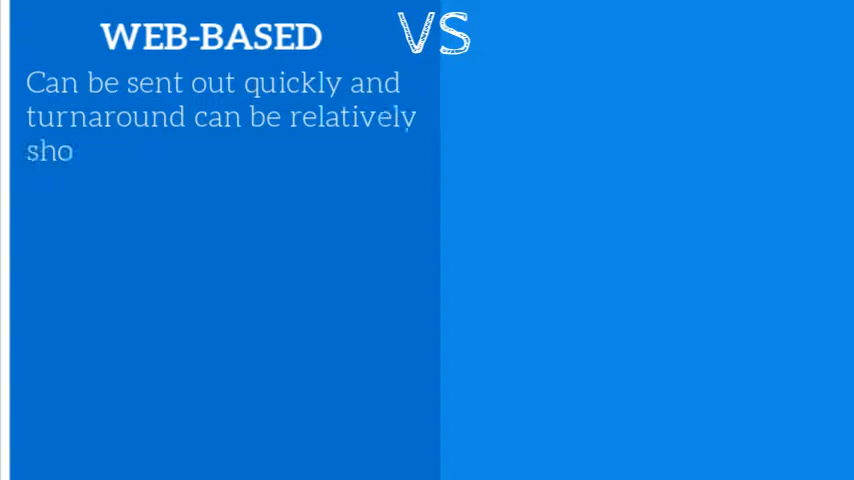 WEB-BASED
VS
Can be sent out quickly and
turnaround can be relatively
sho